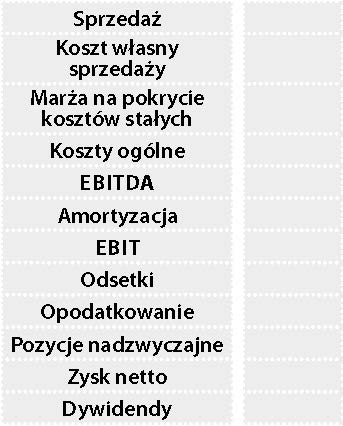 Sprzedaż
Koszt własny
sprzedaży
Marża na pokrycie
kosztów stałych
Koszty ogólne
EBITDA
Amortyzacja
EBIT
Odsetki
Opodatkowanie
Pozycje nadzwyczajne
Zysk netto
Dywidendy